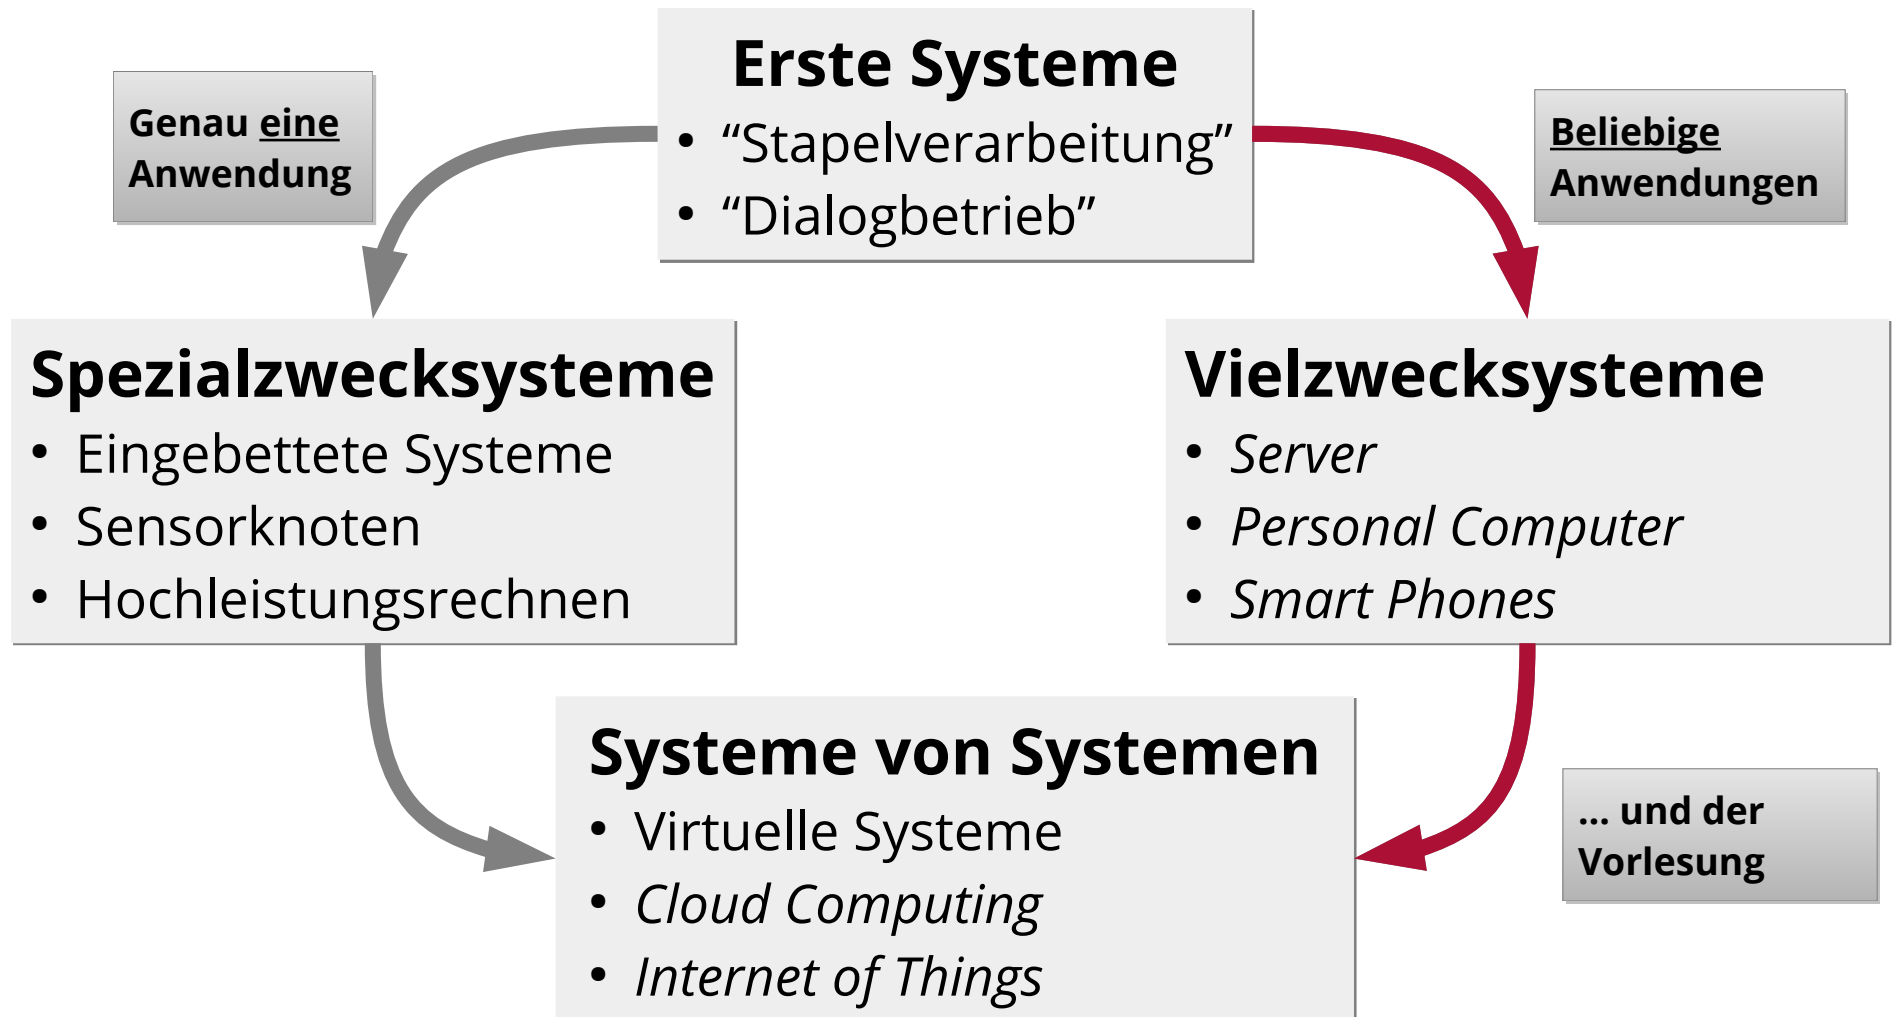 Erste Systeme
• “Stapelverarbeitung”
• “Dialogbetrieb”
Genau eine
Anwendung
Beliebige
Anwendungen
Spezialzwecksysteme
• Eingebettete Systeme
• Sensorknoten
• Hochleistungsrechnen
Vielzwecksysteme
• Server
• Personal Computer
• Smart Phones
Systeme von Systemen
• Virtuelle Systeme
• Cloud Computing
• Internet of Things
... und der
Vorlesung